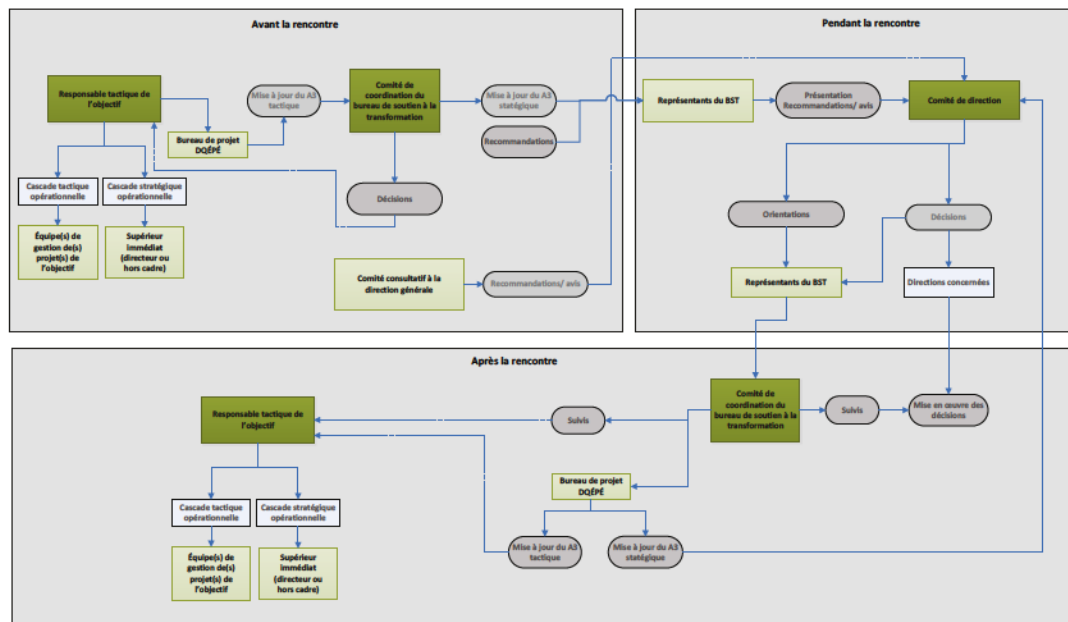 Avant la rencontre
Responsable tactique de
l'objectif
Mise à jour du A3
tactique
Comité de
coordination du
bureau de soutien à la
transformation
Mise à jour du A3
statégique
Recommandations
Bureau de projet
DQÉPÉ
Cascade tactique
opérationnelle
Cascade stratégique
opérationnelle
Décisions
Équipe(s) de
gestion de(s)
projet(s) de
l'objectif
Supérieur
immédiat
(directeur ou
hors cadre)
Comité consultatif à la
direction générale
Recommandations/ avis
Pendant la rencontre
Représentants du BST
Présentation
Recommandations/ avis
Comité de direction
Orientations
Décisions
Représentants du BST
Directions concernées
Après la rencontre
Responsable tactique de
l'objectif
Suivis
Comité de
coordination du
bureau de soutien à la
transformation
Suivis
Mise en œuvre des
décisions
Bureau de projet
DQÉPÉ
Cascade tactique
opérationnelle
Cascade stratégique
opérationnelle
Mise à jour du A3
tactique
Mise à jour du A3
statégique
Équipe(s) de
gestion de(s)
projet(s) de
l'objectif
Supérieur
immédiat
(directeur ou
hors cadre)